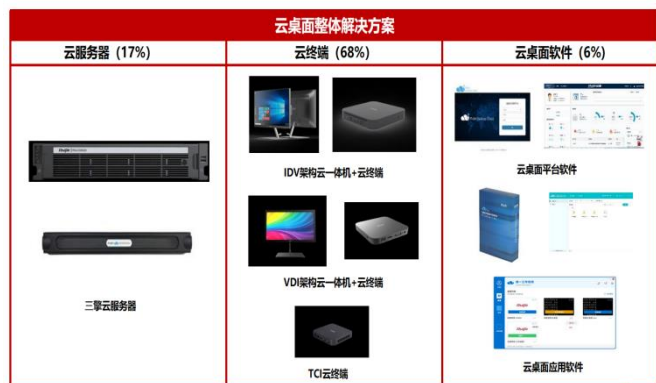 云桌面整体解决方案
云服务器（17%）
云终端（68%）
云桌面软件（6%）
三擎云服务器
IDV架构云一体机+云终端
VDI架构云一体机+云终端
TCI云终端
云桌面平台软件
云桌面应用软件